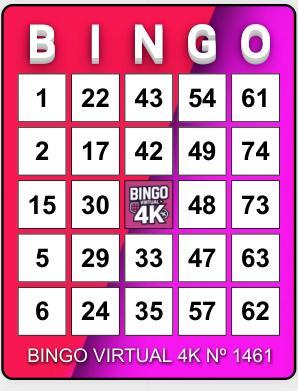 B I N G O
1 22 43 54 61
2 17 42 49 74
15 30 BINGO VIRTUAL 4K 48 73
5 29 33 47 63
6 24 35 57 62
BINGO VIRTUAL 4K Nº 1461